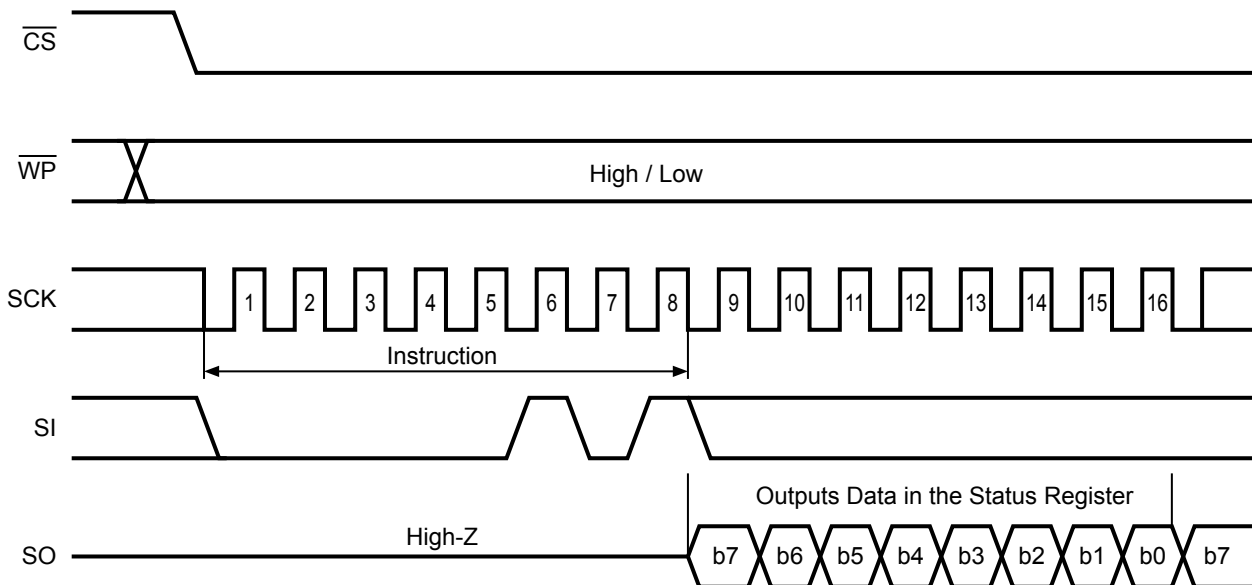 CS
WP
High / Low
SCK
1 2 3 4 5 6 7 8 9 10 11 12 13 14 15 16
Instruction
SI
Outputs Data in the Status Register
High-Z
SO
b7 b6 b5 b4 b3 b2 b1 b0 b7